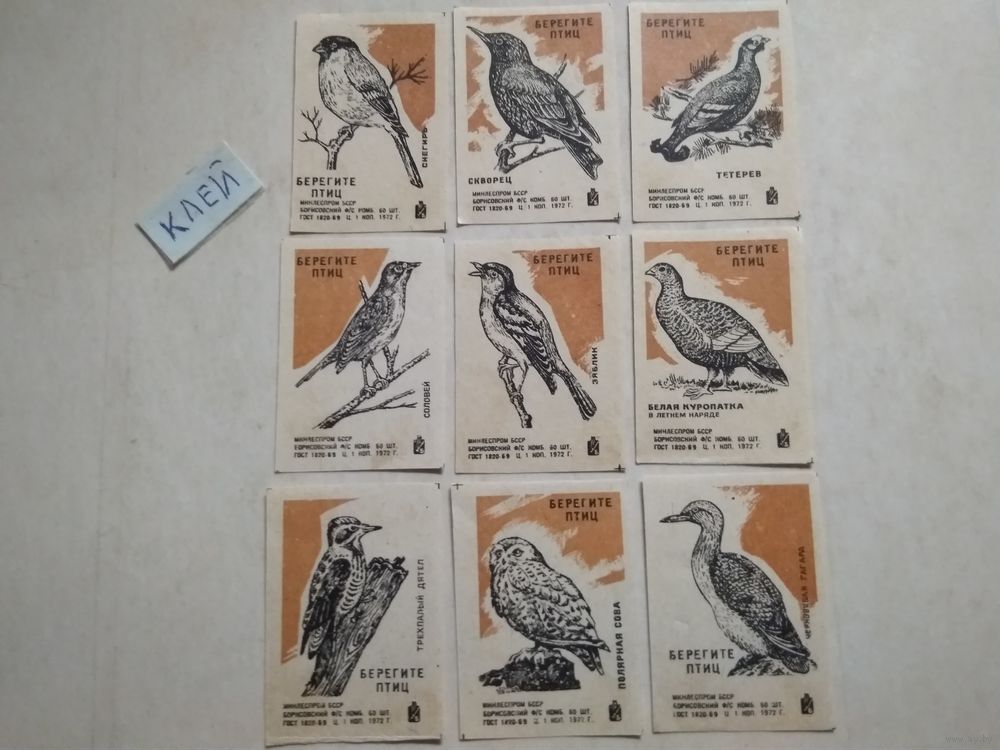 КЛЕЙ
СНЕГИРЬ
БЕРЕГИТЕ
ПТИЦ
МИНЛЕСПРОМ БССР
БОРИСОВСКИЙ Ф/С КОМБ. 60 ШТ.
ГОСТ 1820-69 Ц. 1 КОП. 1972 Г.
БЕРЕГИТЕ
ПТИЦ
СКВОРЕЦ
МИНЛЕСПРОМ БССР
БОРИСОВСКИЙ Ф/С КОМБ. 60 ШТ.
ГОСТ 1820-69 Ц. 1 КОП. 1972 Г.
БЕРЕГИТЕ
ПТИЦ
ТЕТЕРЕВ
МИНЛЕСПРОМ БССР
БОРИСОВСКИЙ Ф/С КОМБ. 60 ШТ.
ГОСТ 1820-69 Ц. 1 КОП. 1972 Г.
БЕРЕГИТЕ
ПТИЦ
СОЛОВЕЙ
МИНЛЕСПРОМ БССР
БОРИСОВСКИЙ Ф/С КОМБ. 60 ШТ.
ГОСТ 1820-69 Ц. 1 КОП. 1972 Г.
БЕРЕГИТЕ
ПТИЦ
ЗЯБЛИК
МИНЛЕСПРОМ БССР
БОРИСОВСКИЙ Ф/С КОМБ. 60 ШТ.
ГОСТ 1820-69 Ц. 1 КОП. 1972 Г.
БЕРЕГИТЕ
ПТИЦ
БЕЛАЯ КУРОПАТКА
В ЛЕТНЕМ НАРЯДЕ
МИНЛЕСПРОМ БССР
БОРИСОВСКИЙ Ф/С КОМБ. 60 ШТ.
ГОСТ 1820-69 Ц. 1 КОП. 1972 Г.
ТРЕХПАЛЫЙ ДЯТЕЛ
БЕРЕГИТЕ
ПТИЦ
МИНЛЕСПРОМ БССР
БОРИСОВСКИЙ Ф/С КОМБ. 60 ШТ.
ГОСТ 1820-69 Ц. 1 КОП. 1972 Г.
БЕРЕГИТЕ
ПТИЦ
ПОЛЯРНАЯ СОВА
МИНЛЕСПРОМ БССР
БОРИСОВСКИЙ Ф/С КОМБ. 60 ШТ.
ГОСТ 1820-69 Ц. 1 КОП. 1972 Г.
ЧЕРНОЗОБАЯ ГАГАРА
БЕРЕГИТЕ
ПТИЦ
МИНЛЕСПРОМ БССР
БОРИСОВСКИЙ Ф/С КОМБ. 60 ШТ.
ГОСТ 1820-69 Ц. 1 КОП. 1972 Г.